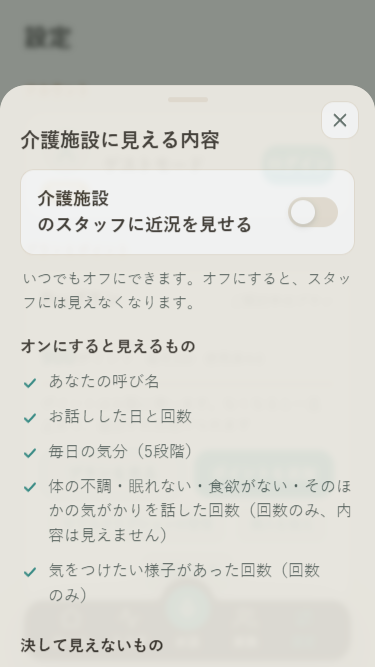 設定
介護施設に見える内容
介護施設
のスタッフに近況を見せる
いつでもオフにできます。オフにすると、スタッ
フには見えなくなります。
オンにすると見えるもの
あなたの呼び名
お話しした日と回数
毎日の気分（5段階）
体の不調・眠れない・食欲がない・そのほ
かの気がかりを話した回数（回数のみ、内
容は見えません）
気をつけたい様子があった回数（回数
のみ）
決して見えないもの